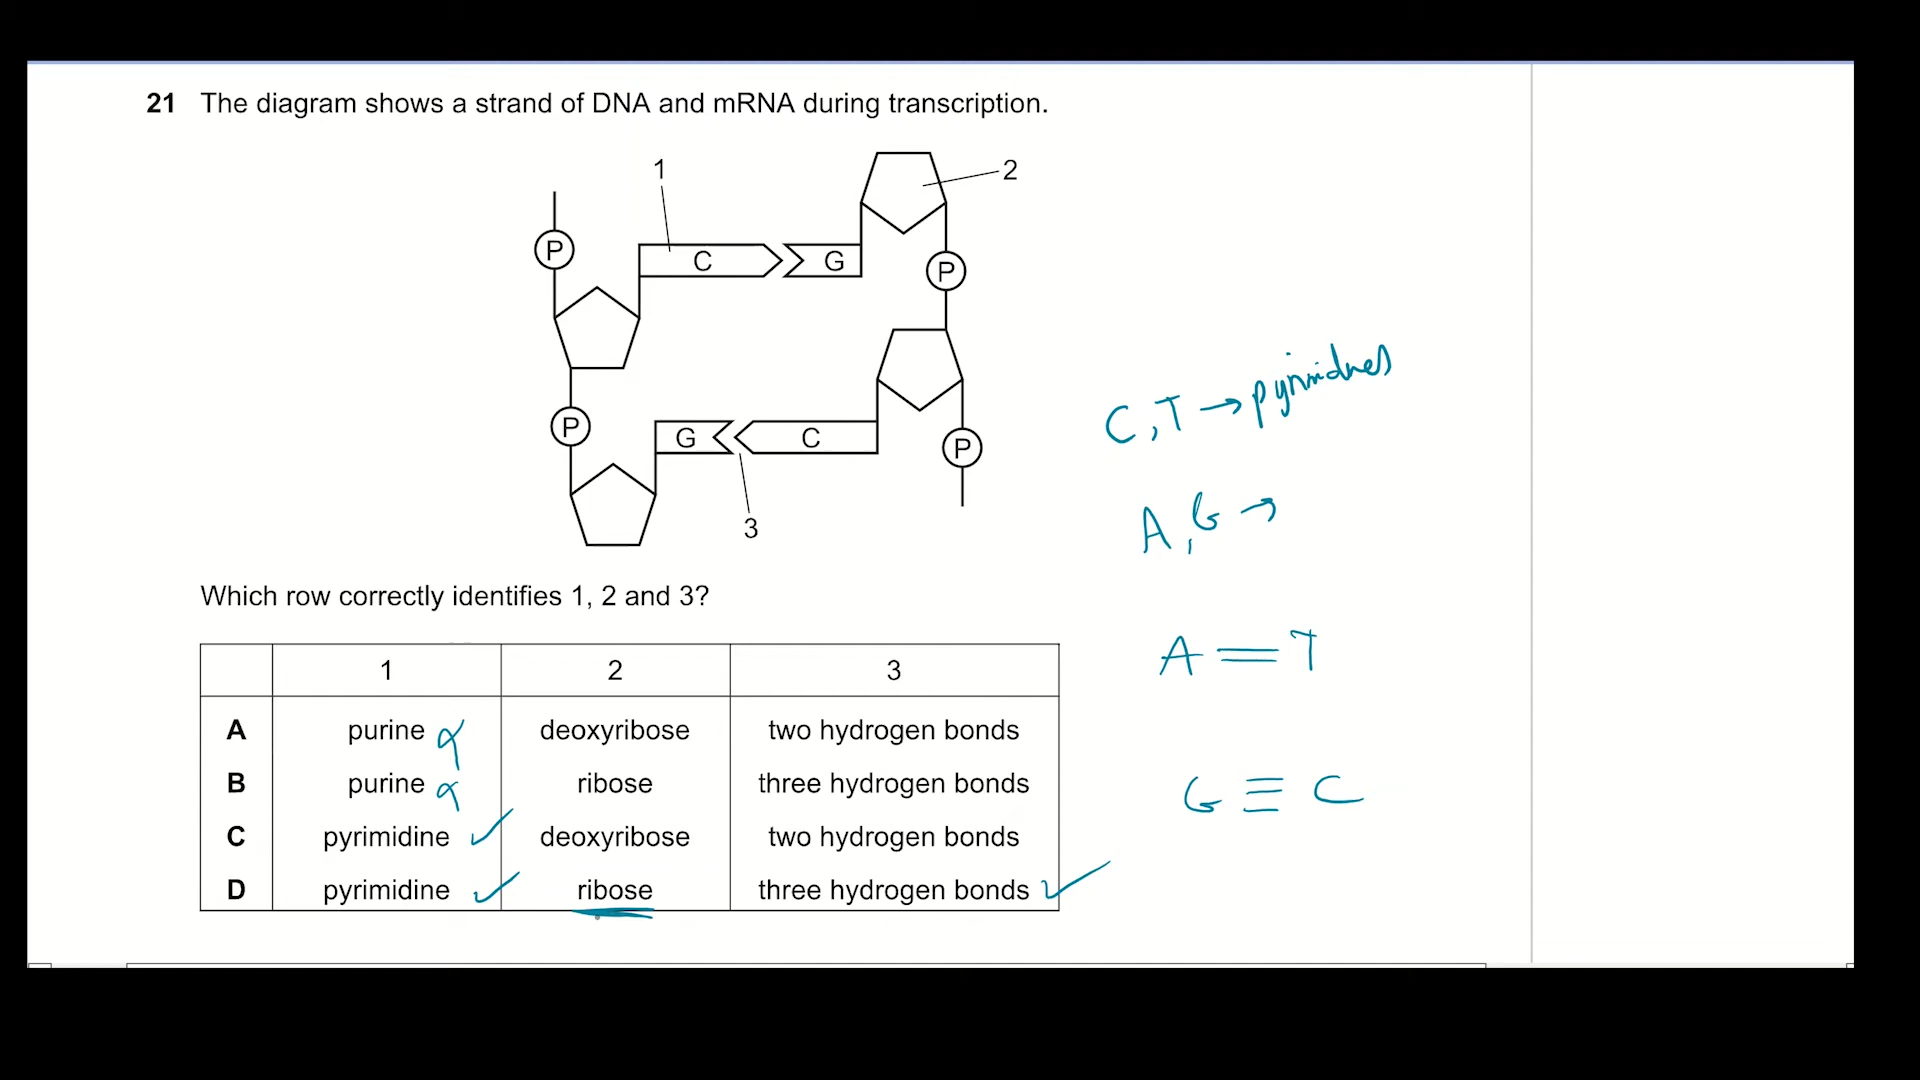 21 The diagram shows a strand of DNA and mRNA during transcription.
1
2
P
C
G
P
G
C
P
P
3
C, T → pyrimidines
A, G →
Which row correctly identifies 1, 2 and 3?
A = T
1 2 3
A purine deoxyribose two hydrogen bonds
B purine ribose three hydrogen bonds
G ≡ C
C pyrimidine ✓ deoxyribose two hydrogen bonds
D pyrimidine ✓ ribose three hydrogen bonds ✓